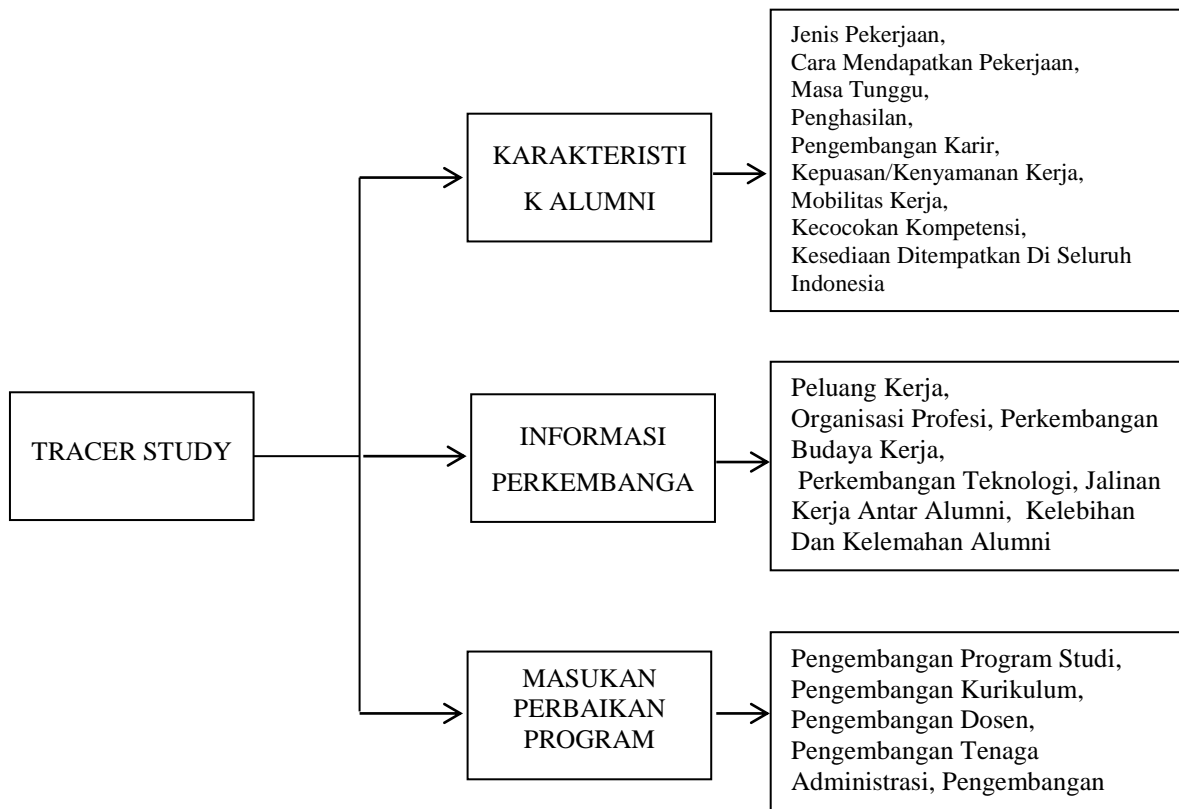 TRACER STUDY
KARAKTERISTI
K ALUMNI
Jenis Pekerjaan,
Cara Mendapatkan Pekerjaan,
Masa Tunggu,
Penghasilan,
Pengembangan Karir,
Kepuasan/Kenyamanan Kerja,
Mobilitas Kerja,
Kecocokan Kompetensi,
Kesediaan Ditempatkan Di Seluruh
Indonesia
INFORMASI
PERKEMBANGA
Peluang Kerja,
Organisasi Profesi, Perkembangan
Budaya Kerja,
Perkembangan Teknologi, Jalinan
Kerja Antar Alumni, Kelebihan
Dan Kelemahan Alumni
MASUKAN
PERBAIKAN
PROGRAM
Pengembangan Program Studi,
Pengembangan Kurikulum,
Pengembangan Dosen,
Pengembangan Tenaga
Administrasi, Pengembangan